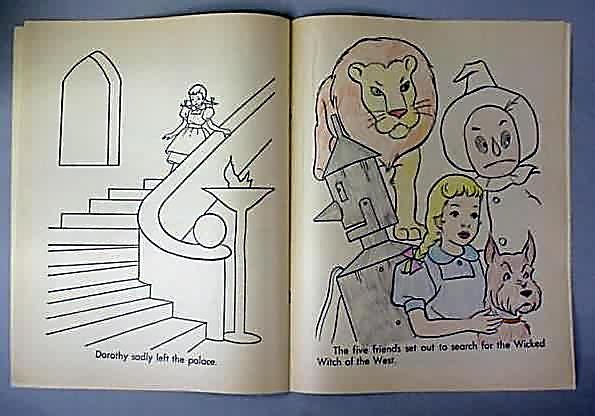 Dorothy sadly left the palace.
The five friends set out to search for the Wicked
Witch of the West.